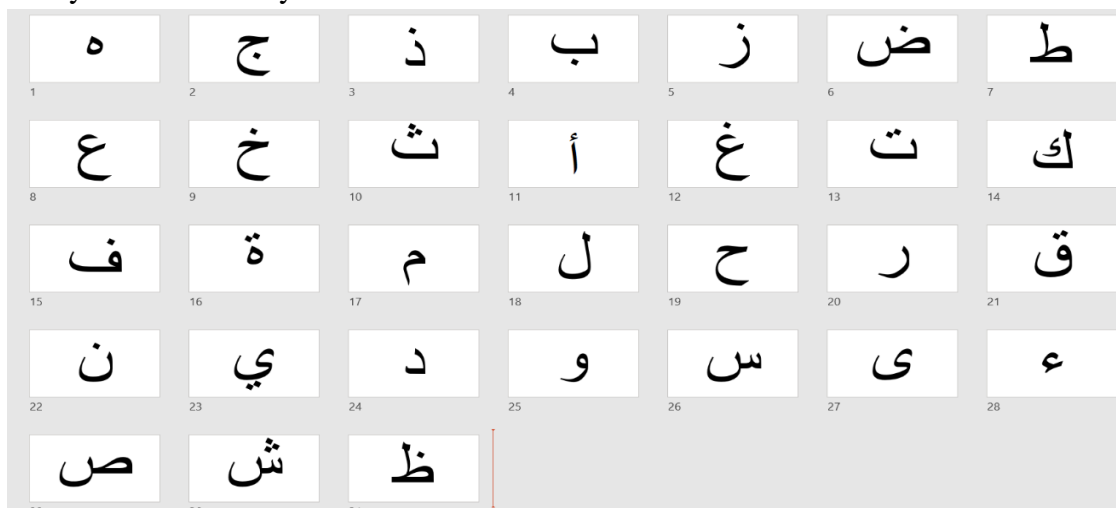 ه ج ذ ب ز ض ط
1 2 3 4 5 6 7
ع خ ث أ غ ت ك
8 9 10 11 12 13 14
ف ة م ل ح ر ق
15 16 17 18 19 20 21
ن ي د و س ى ء
22 23 24 25 26 27 28
ص ش ظ